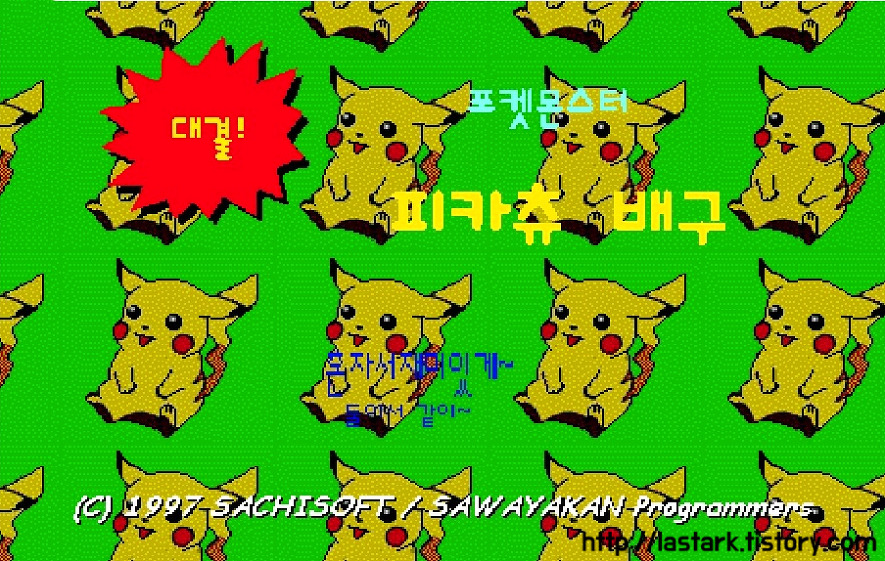 대결!
포켓몬스터
피카츄 배구
혼자서재미있게~
둘이서 같이~
(C) 1997 SACHISOFT / SAWAYAKAN Programmers
http://lastark.tistory.com